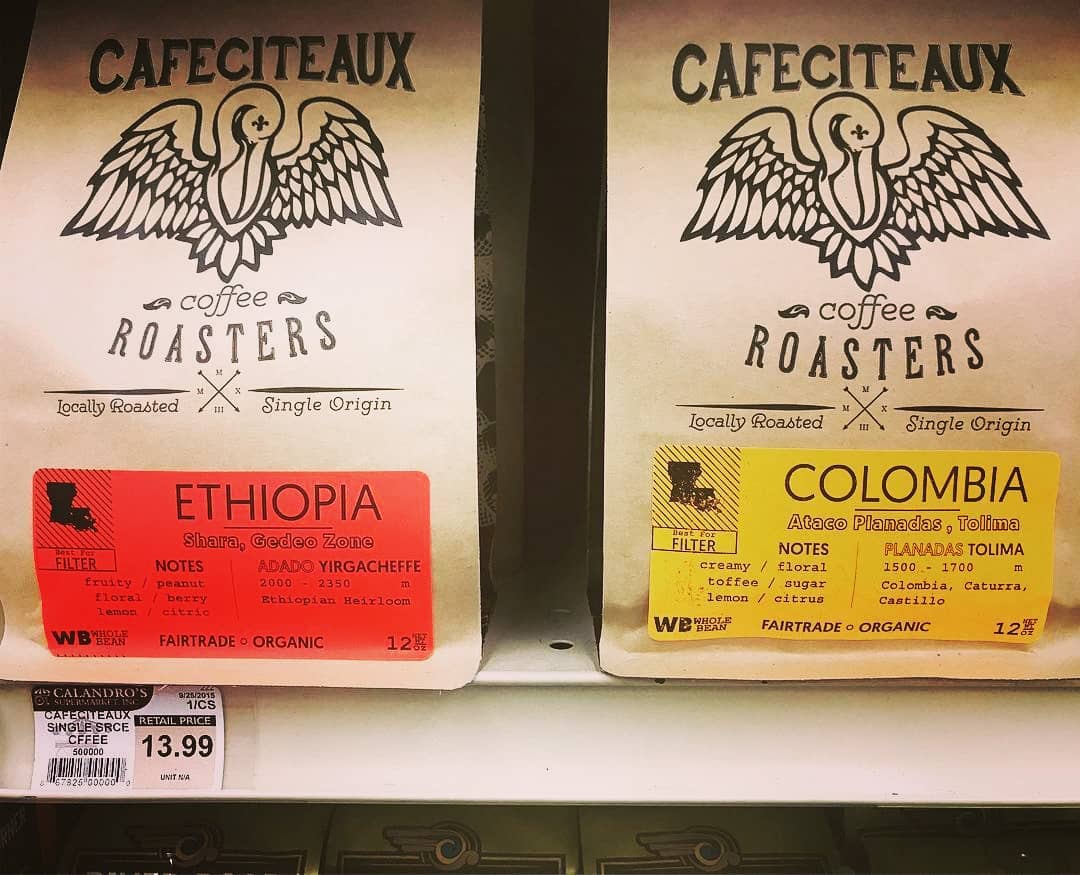 CAFECITEAUX
coffee
ROASTERS
M
M X
III
Locally Roasted Single Origin
ETHIOPIA
Shara, Gedeo Zone
Best For
FILTER
NOTES
fruity / peanut
floral / berry
lemon / citric
ADADO YIRGACHEFFE
2000 - 2350 m
Ethiopian Heirloom
WB WHOLE BEAN
FAIRTRADE ○ ORGANIC
12 NET WT OZ
CAFECITEAUX
coffee
ROASTERS
M
M X
III
Locally Roasted Single Origin
COLOMBIA
Ataco Planadas, Tolima
Best For
FILTER
NOTES
creamy / floral
toffee / sugar
lemon / citrus
PLANADAS TOLIMA
1500 - 1700 m
Colombia, Caturra,
Castillo
WB WHOLE BEAN
FAIRTRADE ○ ORGANIC
12 NET WT OZ
CALANDRO'S
SUPERMARKET, INC.
9/25/2015
1/CS
CAFECITEAUX
SINGLE SRCE
CFFEE
500000
RETAIL PRICE
13.99
UNIT N/A